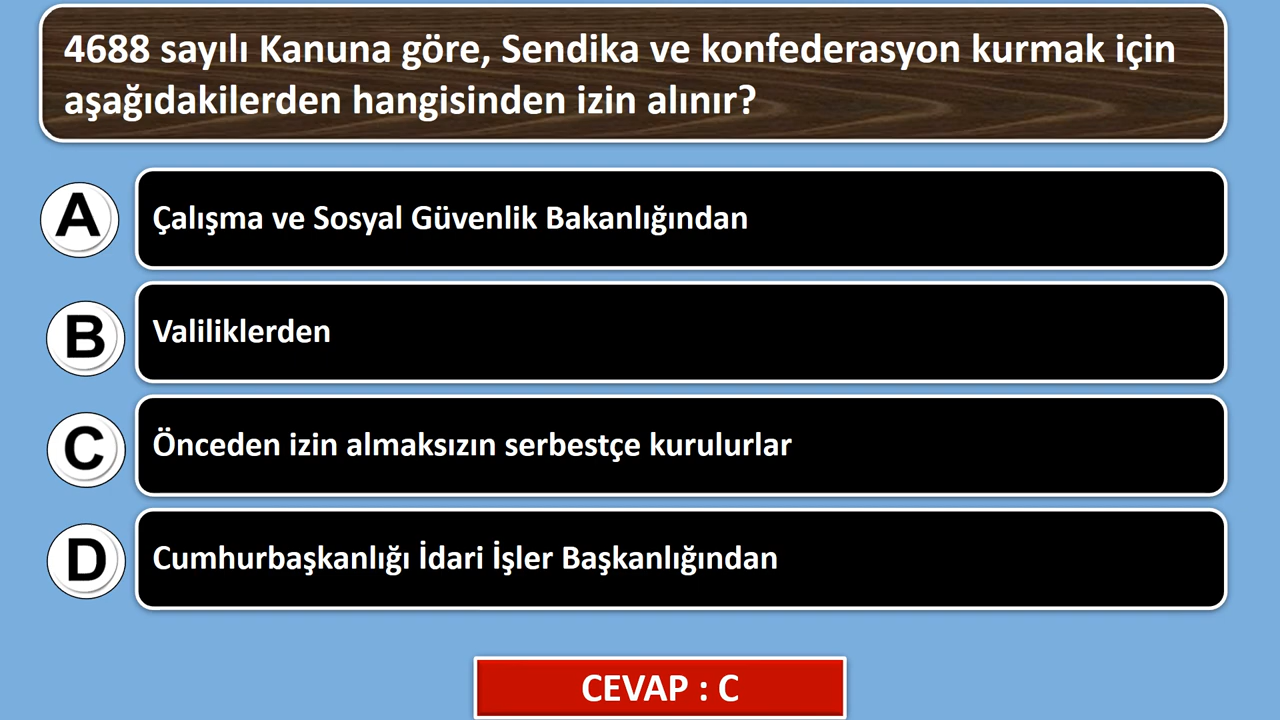 4688 sayılı Kanuna göre, Sendika ve konfederasyon kurmak için
aşağıdakilerden hangisinden izin alınır?
A
Çalışma ve Sosyal Güvenlik Bakanlığından
B
Valiliklerden
C
Önceden izin almaksızın serbestçe kurulurlar
D
Cumhurbaşkanlığı İdari İşler Başkanlığından
CEVAP : C